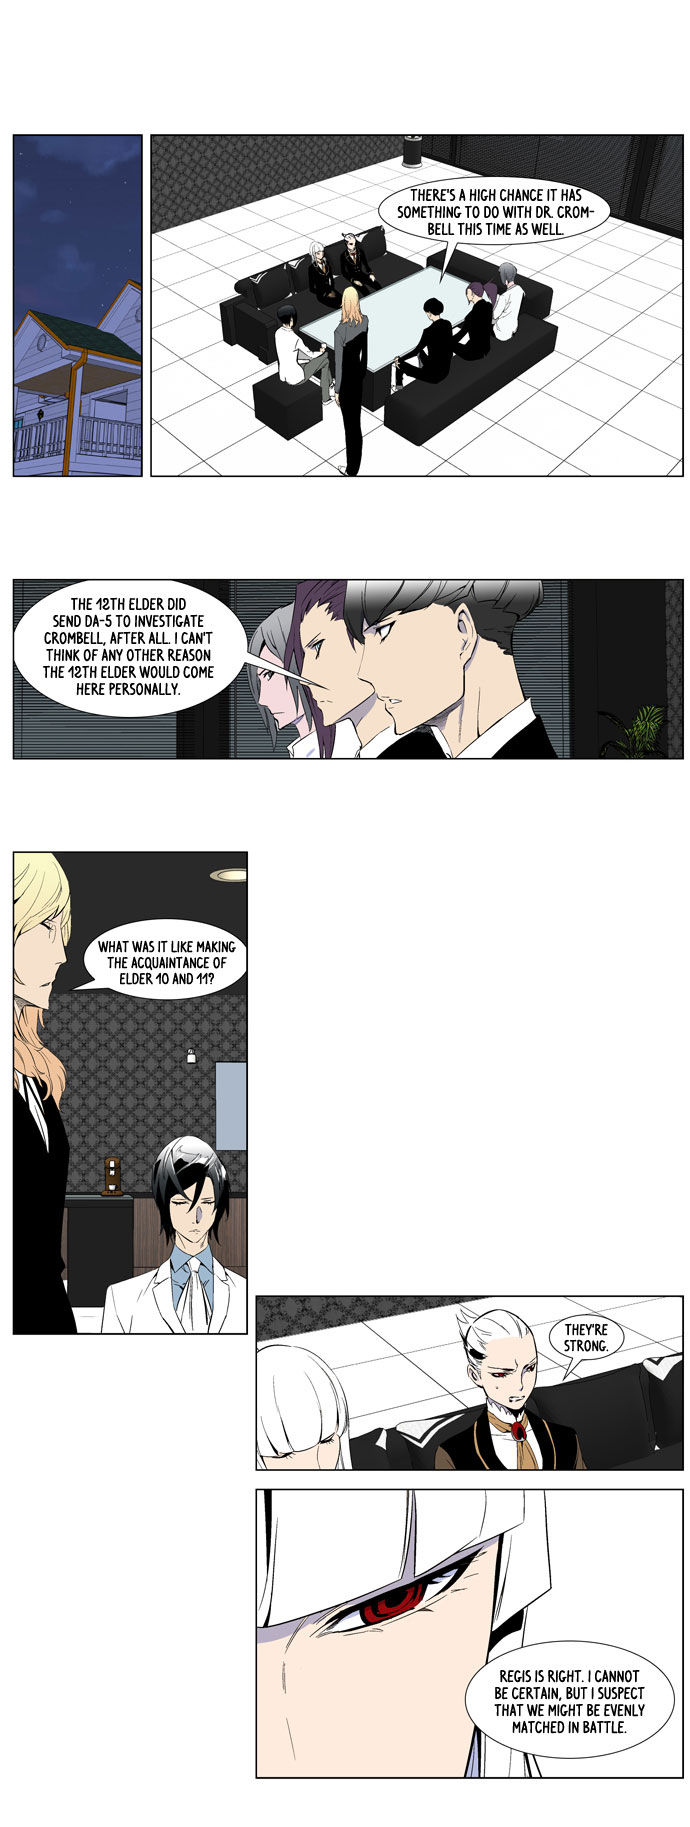 THERE'S A HIGH CHANCE IT HAS
SOMETHING TO DO WITH DR. CROM-
BELL THIS TIME AS WELL.
THE 12TH ELDER DID
SEND DA-5 TO INVESTIGATE
CROMBELL, AFTER ALL. I CAN'T
THINK OF ANY OTHER REASON
THE 12TH ELDER WOULD COME
HERE PERSONALLY.
WHAT WAS IT LIKE MAKING
THE ACQUAINTANCE OF
ELDER 10 AND 11?
THEY'RE
STRONG.
REGIS IS RIGHT. I CANNOT
BE CERTAIN, BUT I SUSPECT
THAT WE MIGHT BE EVENLY
MATCHED IN BATTLE.